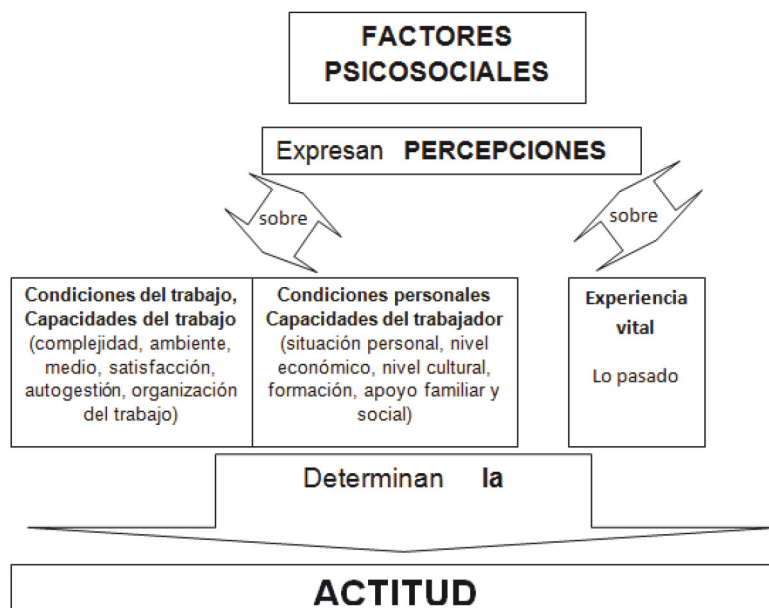 FACTORES
PSICOSOCIALES
Expresan PERCEPCIONES
sobre
sobre
Condiciones del trabajo,
Capacidades del trabajo
(complejidad, ambiente,
medio, satisfacción,
autogestión, organización
del trabajo)
Condiciones personales
Capacidades del trabajador
(situación personal, nivel
económico, nivel cultural,
formación, apoyo familiar y
social)
Experiencia
vital
Lo pasado
Determinan la
ACTITUD